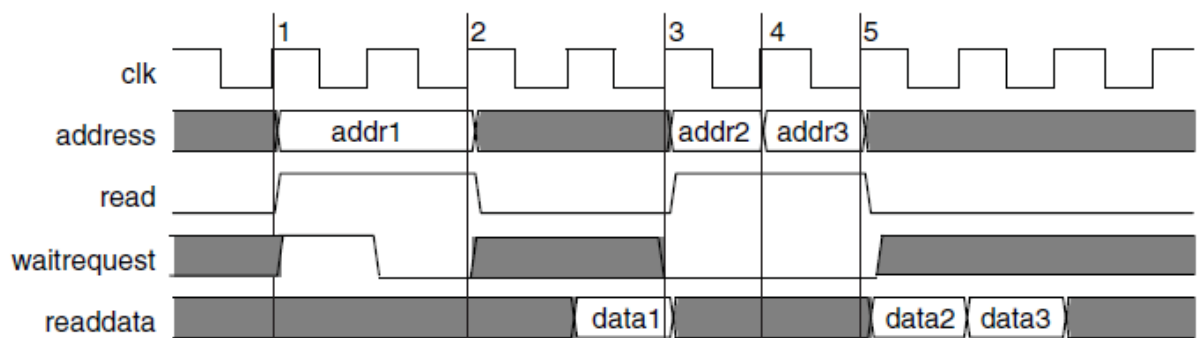 1 2 3 4 5
clk
address addr1 addr2 addr3
read
waitrequest
readdata data1 data2 data3